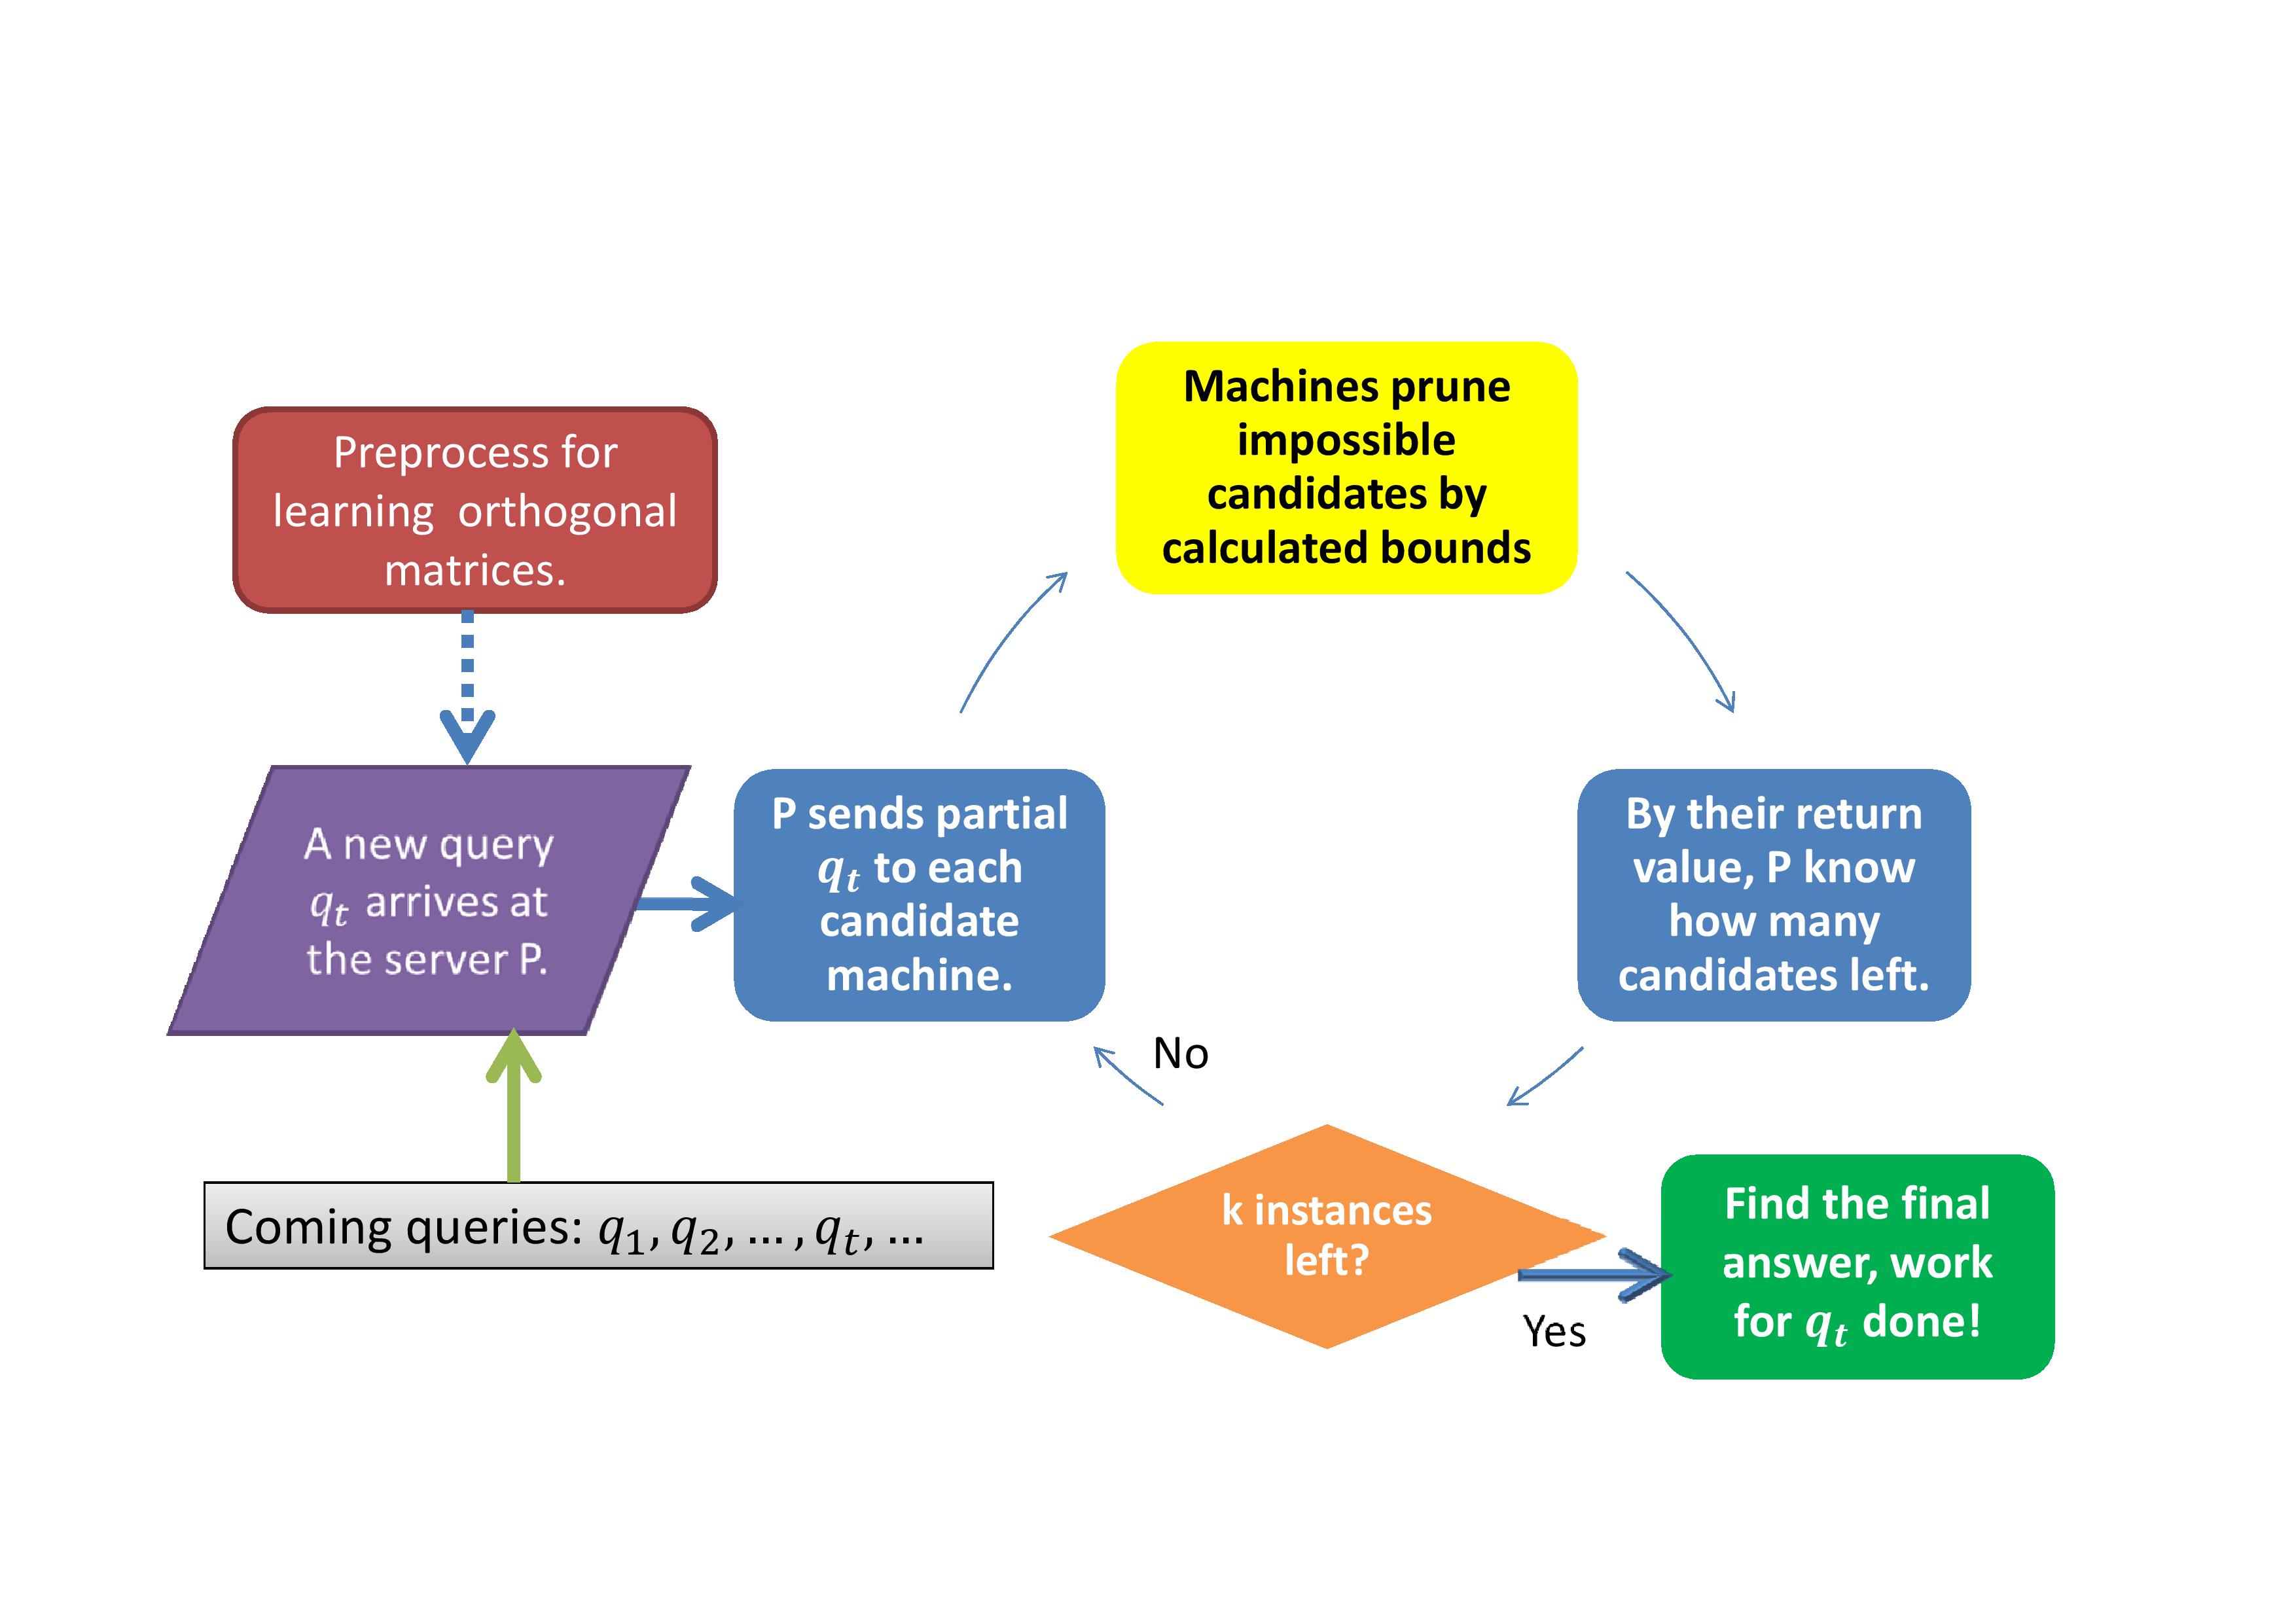 Preprocess for
learning orthogonal
matrices.
A new query
q_t arrives at
the server P.
Coming queries: q_1, q_2, … , q_t, …
P sends partial
q_t to each
candidate
machine.
Machines prune
impossible
candidates by
calculated bounds
By their return
value, P know
how many
candidates left.
k instances
left?
No
Yes
Find the final
answer, work
for q_t done!